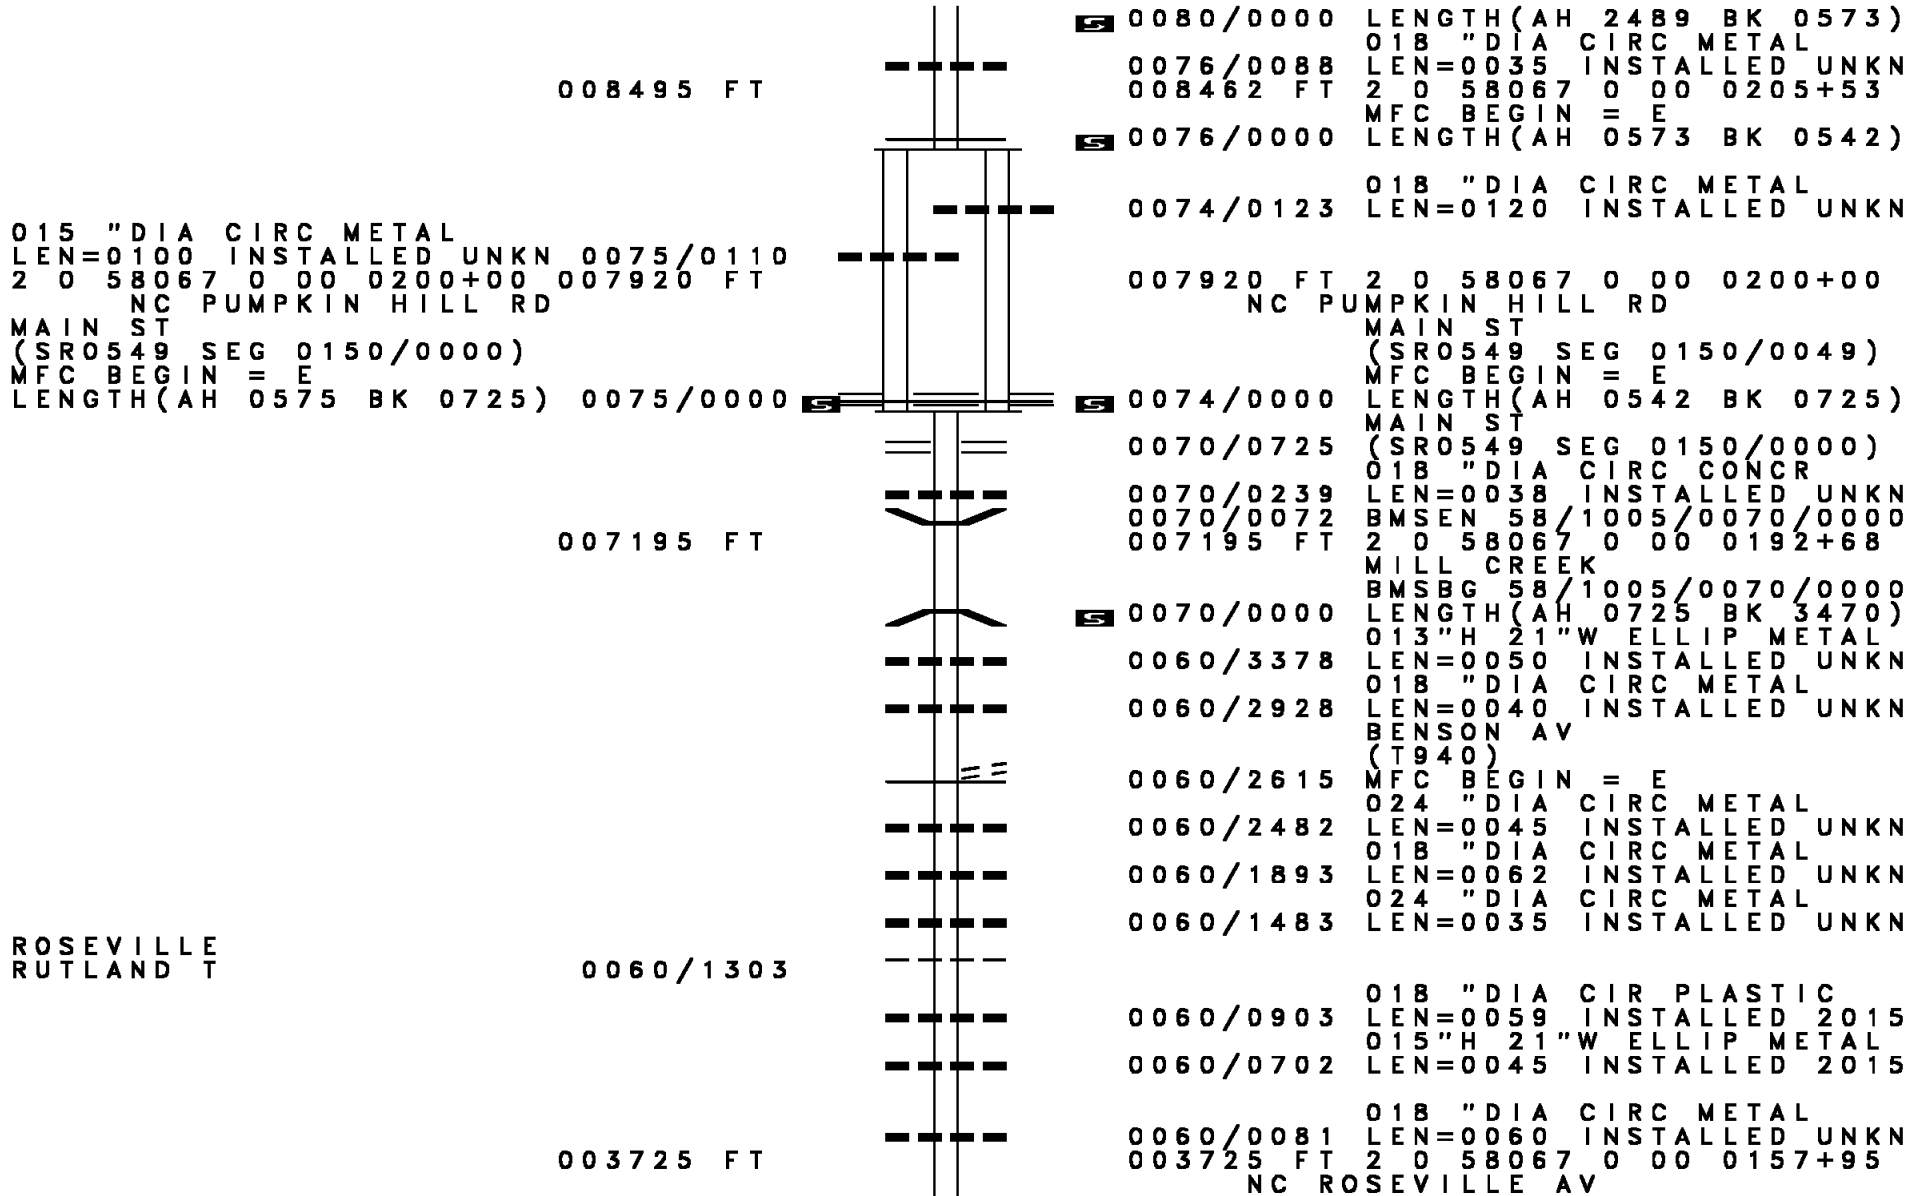 S 0080/0000 LENGTH(AH 2489 BK 0573)
018 "DIA CIRC METAL
0076/0088 LEN=0035 INSTALLED UNKN
008495 FT 008462 FT 2 0 58067 0 00 0205+53
MFC BEGIN = E
S 0076/0000 LENGTH(AH 0573 BK 0542)
018 "DIA CIRC METAL
0074/0123 LEN=0120 INSTALLED UNKN
015 "DIA CIRC METAL
LEN=0100 INSTALLED UNKN 0075/0110
2 0 58067 0 00 0200+00 007920 FT 007920 FT 2 0 58067 0 00 0200+00
NC PUMPKIN HILL RD NC PUMPKIN HILL RD
MAIN ST MAIN ST
(SR0549 SEG 0150/0000) (SR0549 SEG 0150/0049)
MFC BEGIN = E MFC BEGIN = E
LENGTH(AH 0575 BK 0725) 0075/0000 S S 0074/0000 LENGTH(AH 0542 BK 0725)
MAIN ST
0070/0725 (SR0549 SEG 0150/0000)
018 "DIA CIRC CONCR
0070/0239 LEN=0038 INSTALLED UNKN
0070/0072 BMSEN 58/1005/0070/0000
007195 FT 007195 FT 2 0 58067 0 00 0192+68
MILL CREEK
BMSBG 58/1005/0070/0000
S 0070/0000 LENGTH(AH 0725 BK 3470)
013"H 21"W ELLIP METAL
0060/3378 LEN=0050 INSTALLED UNKN
018 "DIA CIRC METAL
0060/2928 LEN=0040 INSTALLED UNKN
BENSON AV
(T940)
0060/2615 MFC BEGIN = E
024 "DIA CIRC METAL
0060/2482 LEN=0045 INSTALLED UNKN
018 "DIA CIRC METAL
0060/1893 LEN=0062 INSTALLED UNKN
024 "DIA CIRC METAL
0060/1483 LEN=0035 INSTALLED UNKN
ROSEVILLE
RUTLAND T 0060/1303
018 "DIA CIR PLASTIC
0060/0903 LEN=0059 INSTALLED 2015
015"H 21"W ELLIP METAL
0060/0702 LEN=0045 INSTALLED 2015
018 "DIA CIRC METAL
0060/0081 LEN=0060 INSTALLED UNKN
003725 FT 003725 FT 2 0 58067 0 00 0157+95
NC ROSEVILLE AV